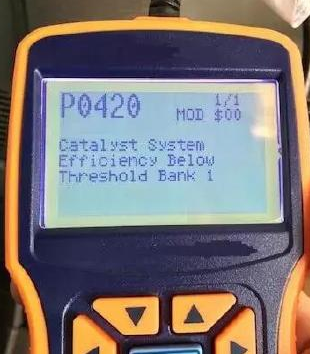 P0420
1/1
MOD $00
Catalyst System
Efficiency Below
Threshold Bank 1